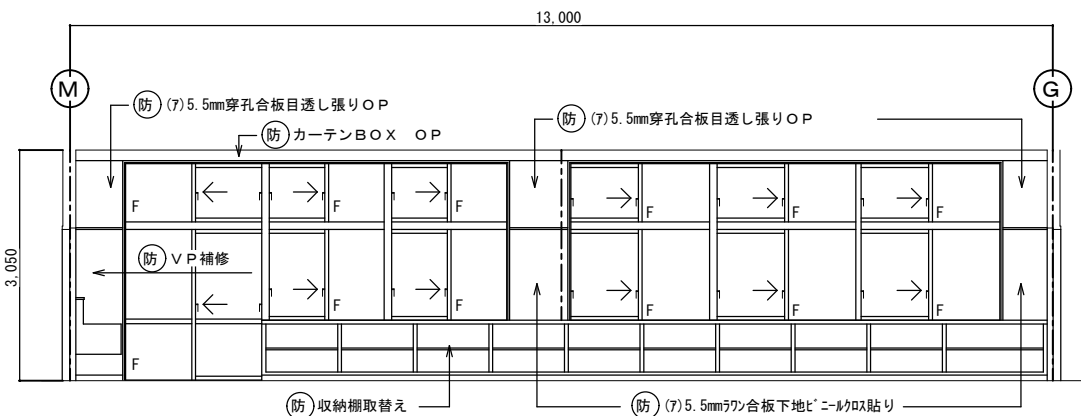 13,000
M
G
防 (ｱ)5.5mm穿孔合板目透し張りＯＰ
防 (ｱ)5.5mm穿孔合板目透し張りＯＰ
防 カーテンＢＯＸ　ＯＰ
F
F
F
F
F
F
防 ＶＰ補修
3,050
F
F
F
F
F
F
防 収納棚取替え
防 (ｱ)5.5mmﾗﾜﾝ合板下地ﾋﾞﾆｰﾙｸﾛｽ貼り